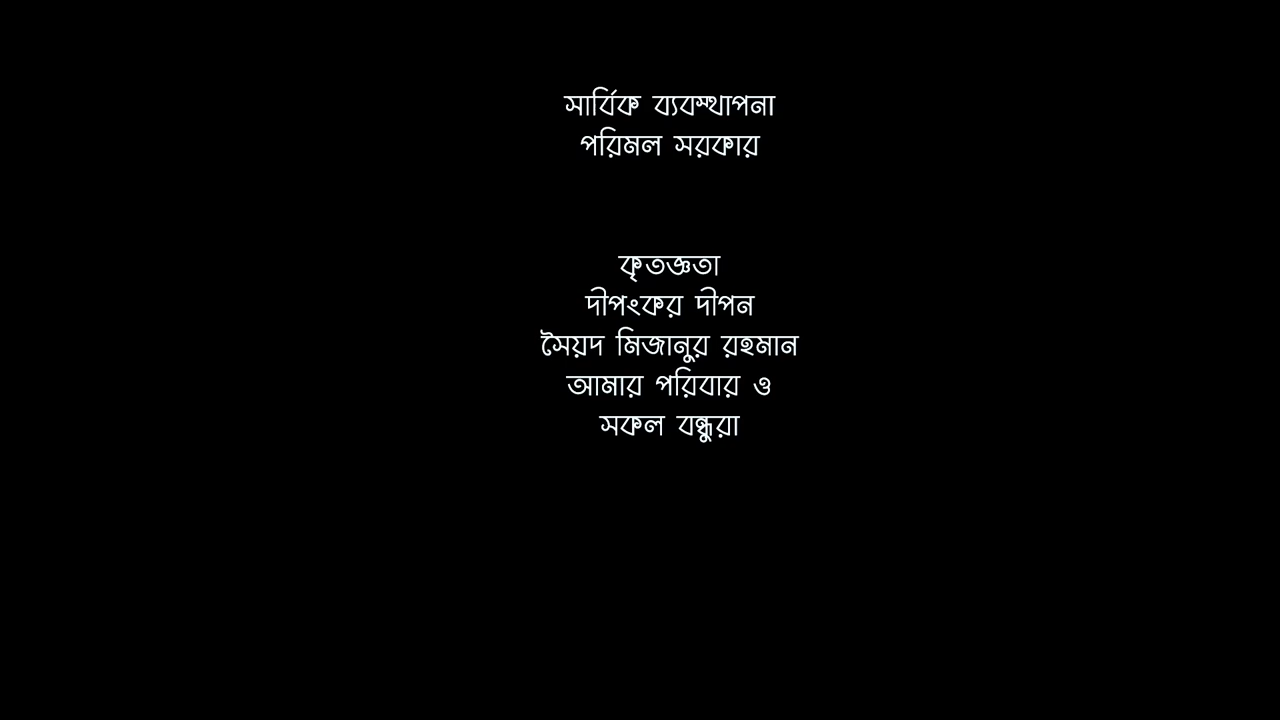 সার্বিক ব্যবস্থাপনা
পরিমল সরকার
কৃতজ্ঞতা
দীপংকর দীপন
সৈয়দ মিজানুর রহমান
আমার পরিবার ও
সকল বন্ধুরা